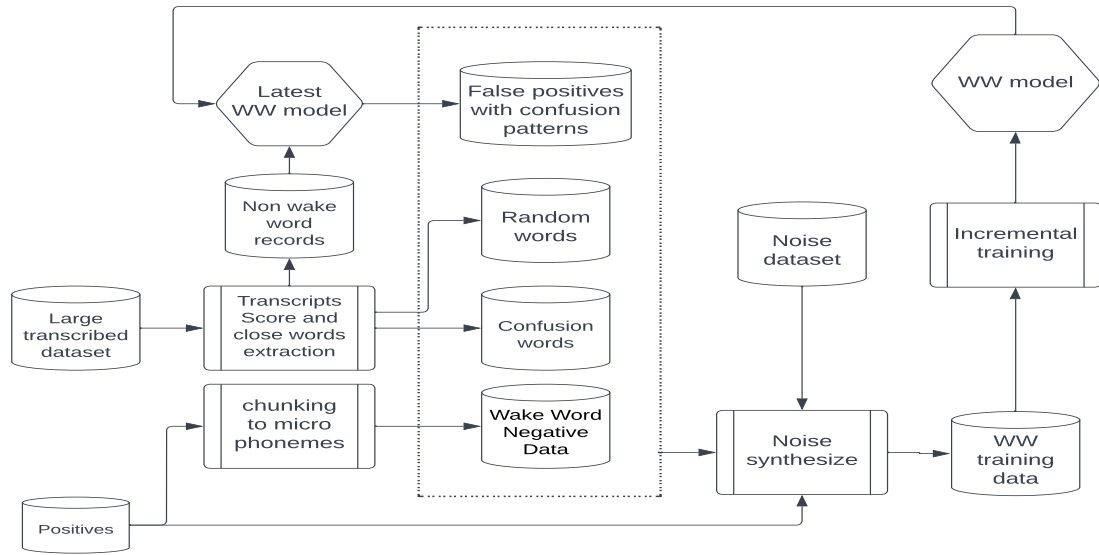 Latest
WW model
False positives
with confusion
patterns
WW model
Non wake
word
records
Random
words
Noise
dataset
Incremental
training
Large
transcribed
dataset
Transcripts
Score and
close words
extraction
Confusion
words
chunking
to micro
phonemes
Wake Word
Negative
Data
Noise
synthesize
WW
training
data
Positives